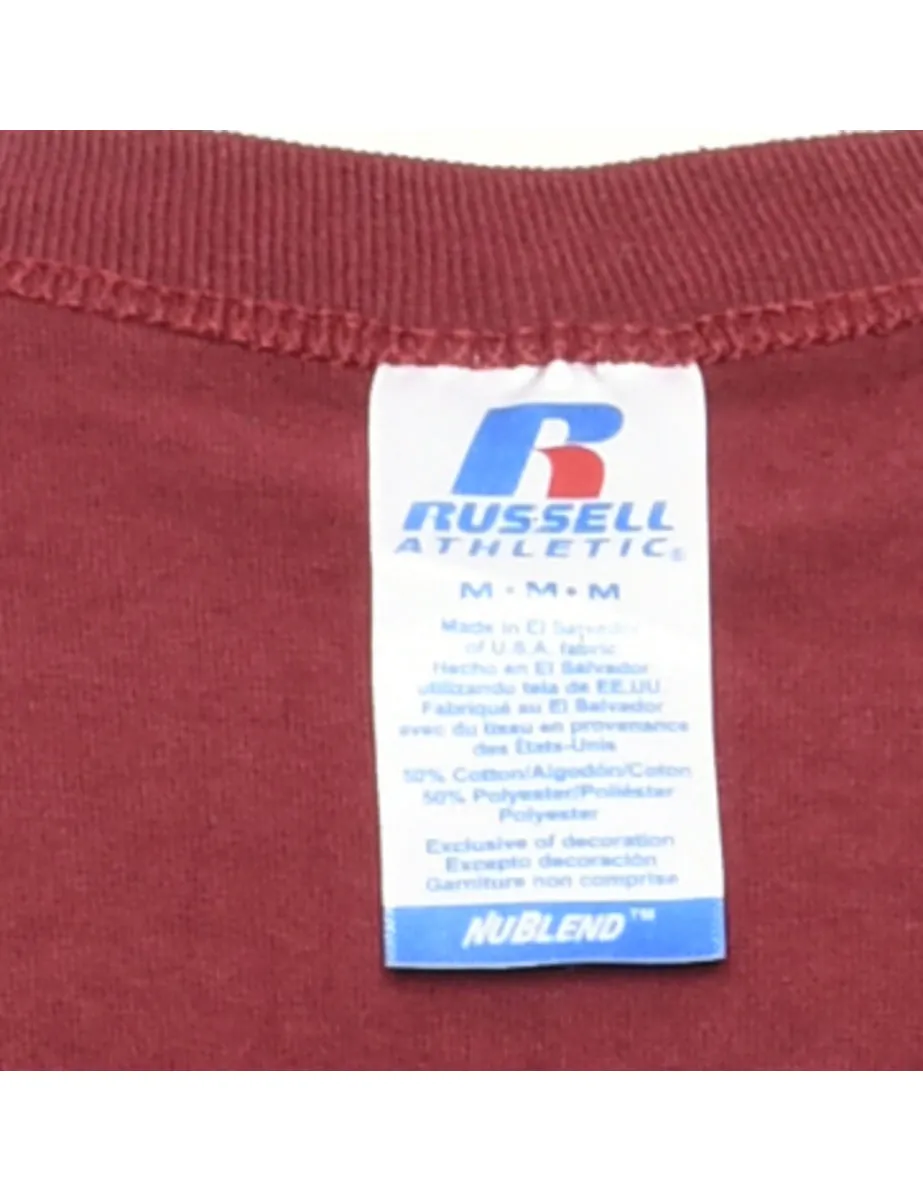 RUSSELL
ATHLETIC®
M • M • M
Made in El Salvador
of U.S.A. fabric
Hecho en El Salvador
utilizando tela de EE.UU.
Fabriqué au El Salvador
avec du tissu en provenance
des États-Unis
50% Cotton/Algodón/Coton
50% Polyester/Poliéster
Polyester
Exclusive of decoration
Excepto decoración
Garniture non comprise
NUBLEND™